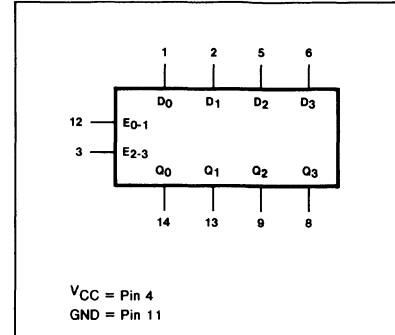 1 2 5 6
D0 D1 D2 D3
12 E0-1
3 E2-3
Q0 Q1 Q2 Q3
14 13 9 8
VCC = Pin 4
GND = Pin 11